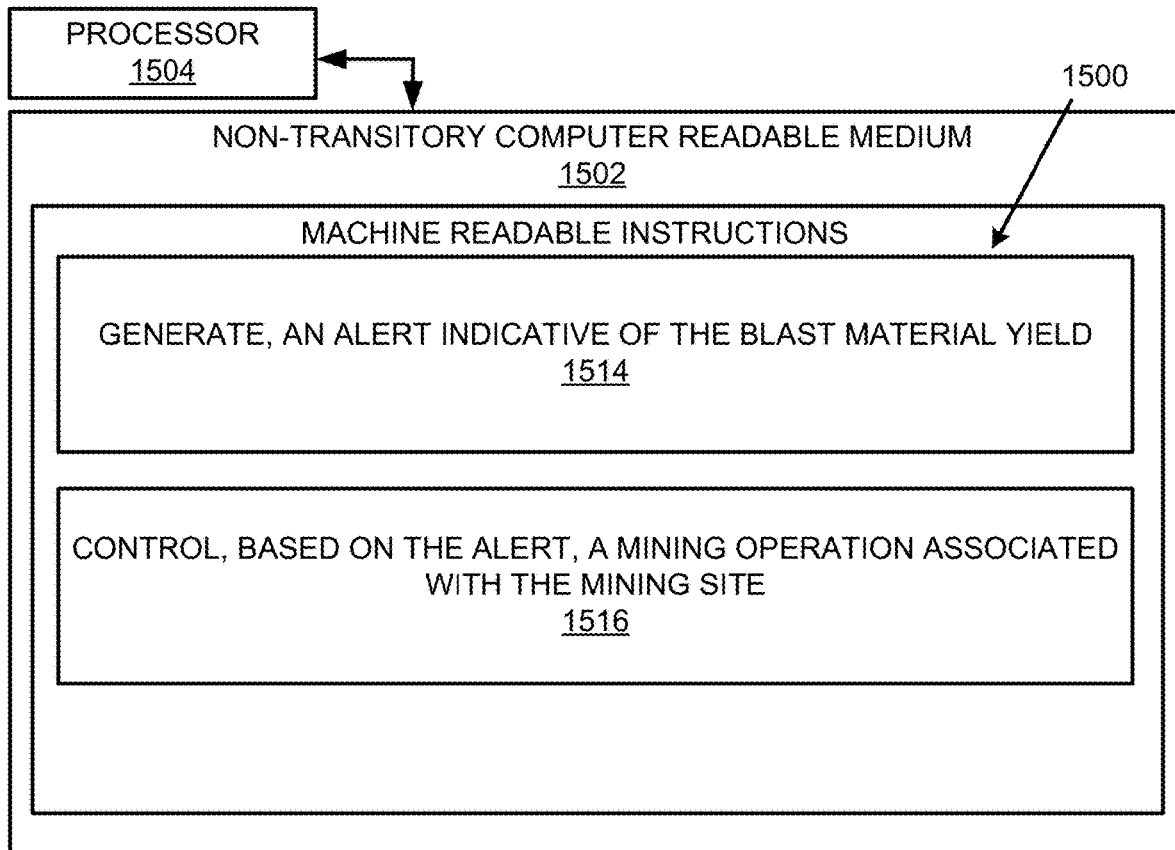 PROCESSOR
1504
1500
NON-TRANSITORY COMPUTER READABLE MEDIUM
1502
MACHINE READABLE INSTRUCTIONS
GENERATE, AN ALERT INDICATIVE OF THE BLAST MATERIAL YIELD
1514
CONTROL, BASED ON THE ALERT, A MINING OPERATION ASSOCIATED
WITH THE MINING SITE
1516